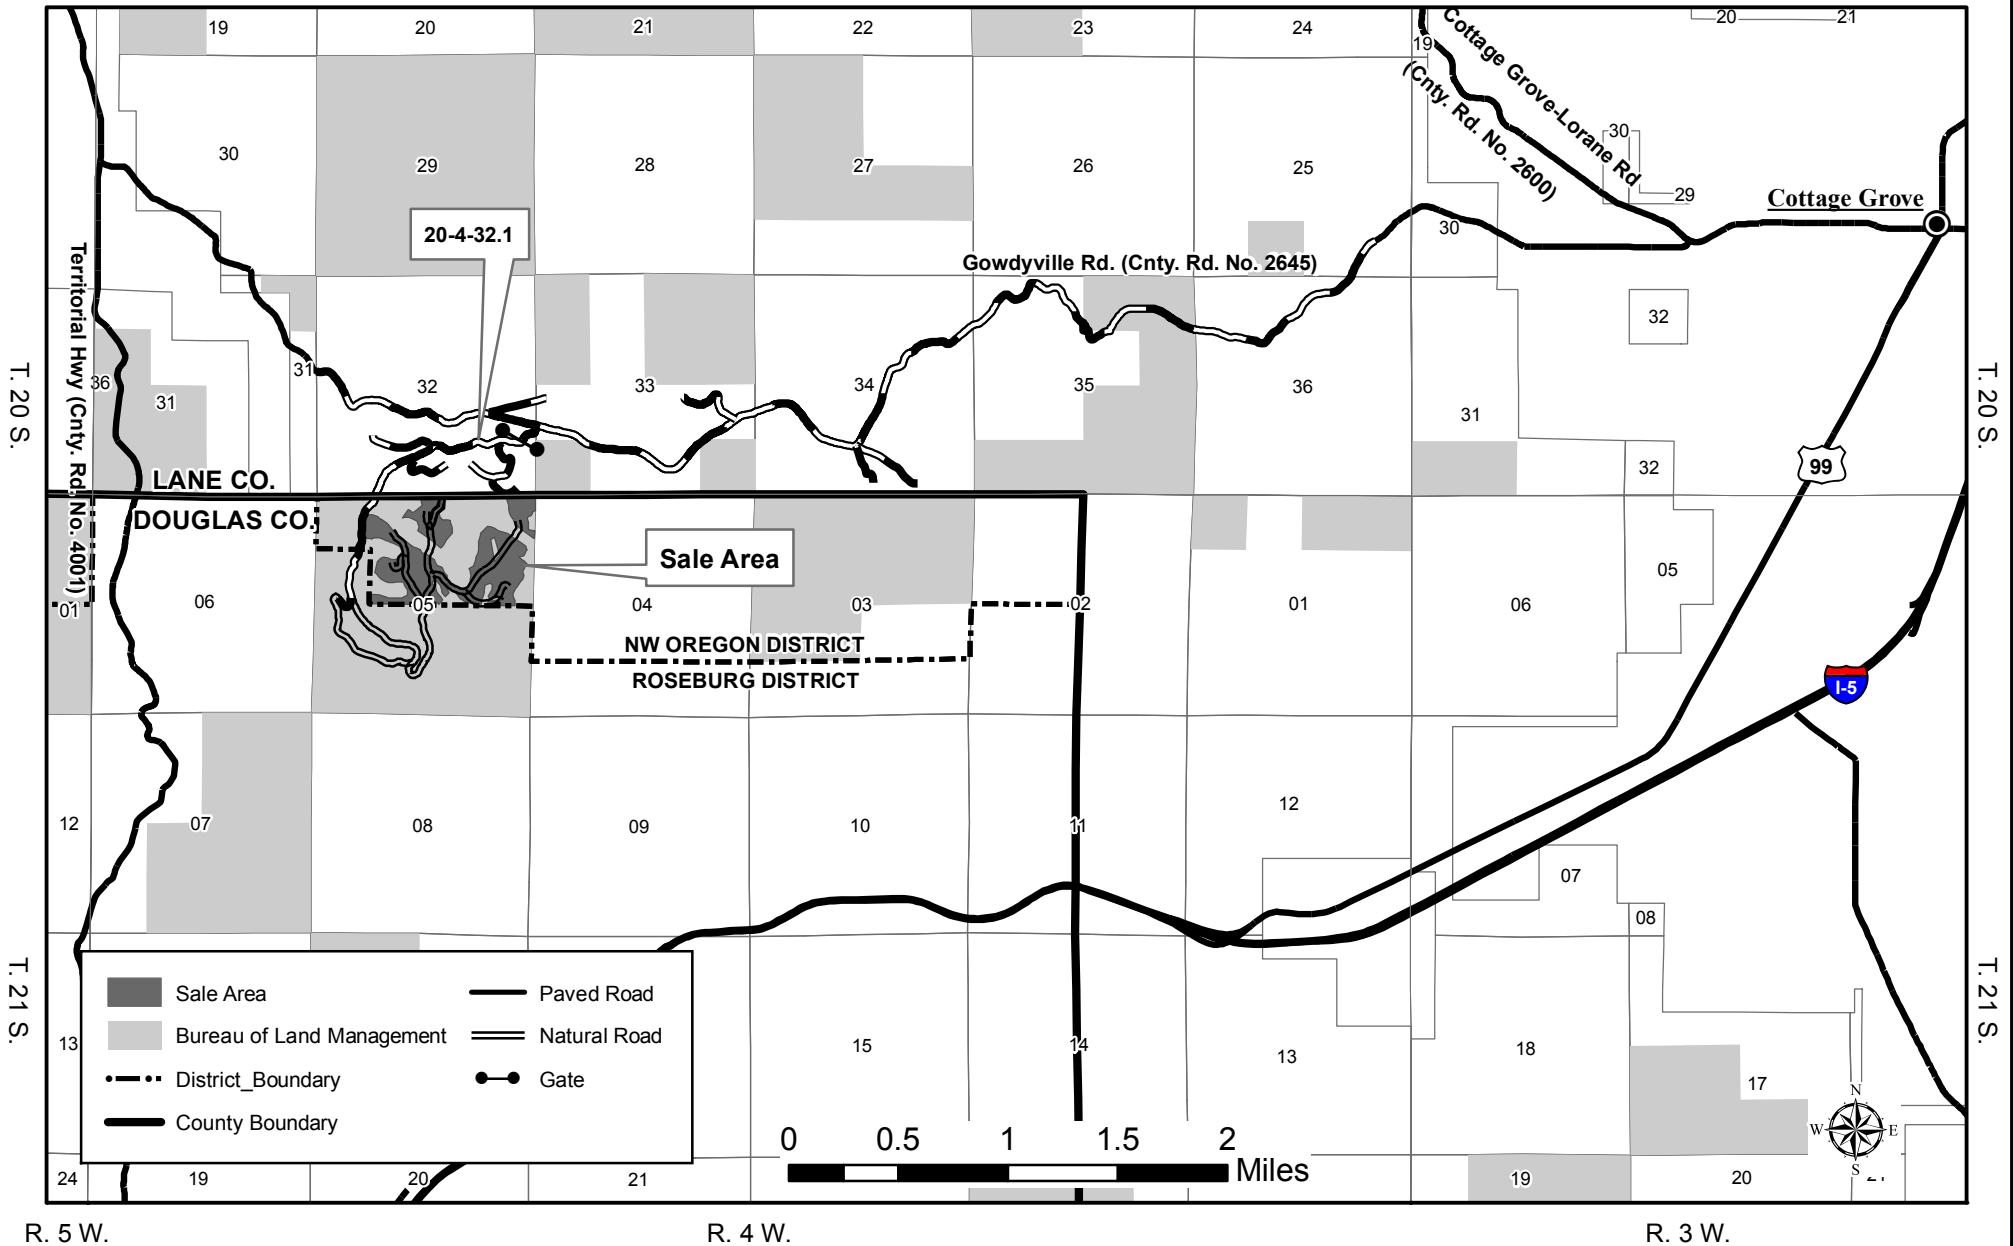 19
20
21
22
23
24
19
20
21
Cottage Grove-Lorane Rd
(Cnty. Rd. No. 2600)
30
29
28
27
26
25
30
29
Cottage Grove
30
20-4-32.1
Gowdyville Rd. (Cnty. Rd. No. 2645)
Territorial Hwy (Cnty. Rd. No. 4001)
32
T. 20 S.
36
31
31
32
33
34
35
36
31
T. 20 S.
99
32
LANE CO.
DOUGLAS CO.
Sale Area
05
01
06
05
04
03
02
01
06
NW OREGON DISTRICT
ROSEBURG DISTRICT
I-5
12
07
08
09
10
11
12
07
08
T. 21 S.
T. 21 S.
Sale Area
Paved Road
Bureau of Land Management
Natural Road
District_Boundary
Gate
County Boundary
13
15
14
13
18
17
N
W
E
S
0
0.5
1
1.5
2
Miles
24
19
20
21
19
20
R. 5 W.
R. 4 W.
R. 3 W.